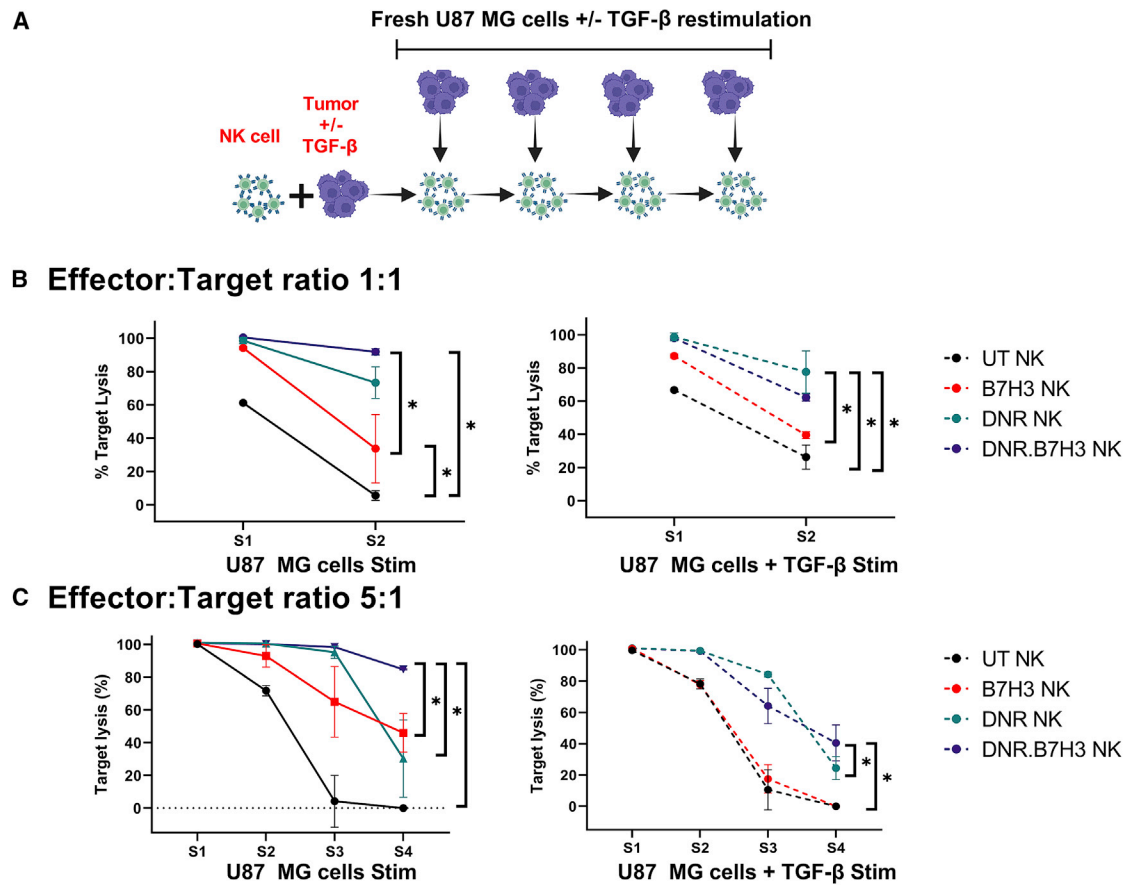 A
Fresh U87 MG cells +/- TGF-β restimulation
NK cell
Tumor
+/-
TGF-β
B Effector:Target ratio 1:1
% Target Lysis
100
80
60
40
20
0
S1
S2
U87 MG cells Stim
*
*
*
% Target Lysis
100
80
60
40
20
0
S1
S2
U87 MG cells + TGF-β Stim
*
*
*
UT NK
B7H3 NK
DNR NK
DNR.B7H3 NK
C Effector:Target ratio 5:1
Target lysis (%)
100
80
60
40
20
0
S1
S2
S3
S4
U87 MG cells Stim
*
*
Target lysis (%)
100
80
60
40
20
0
S1
S2
S3
S4
U87 MG cells + TGF-β Stim
*
*
UT NK
B7H3 NK
DNR NK
DNR.B7H3 NK